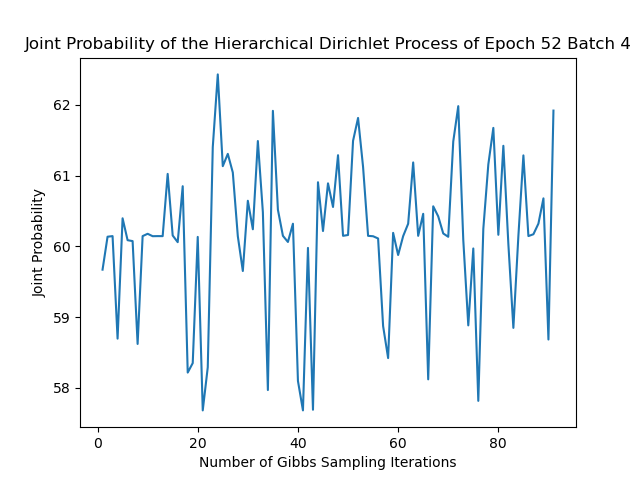 Joint Probability of the Hierarchical Dirichlet Process of Epoch 52 Batch 4
Joint Probability
62
61
60
59
58
0 20 40 60 80
Number of Gibbs Sampling Iterations